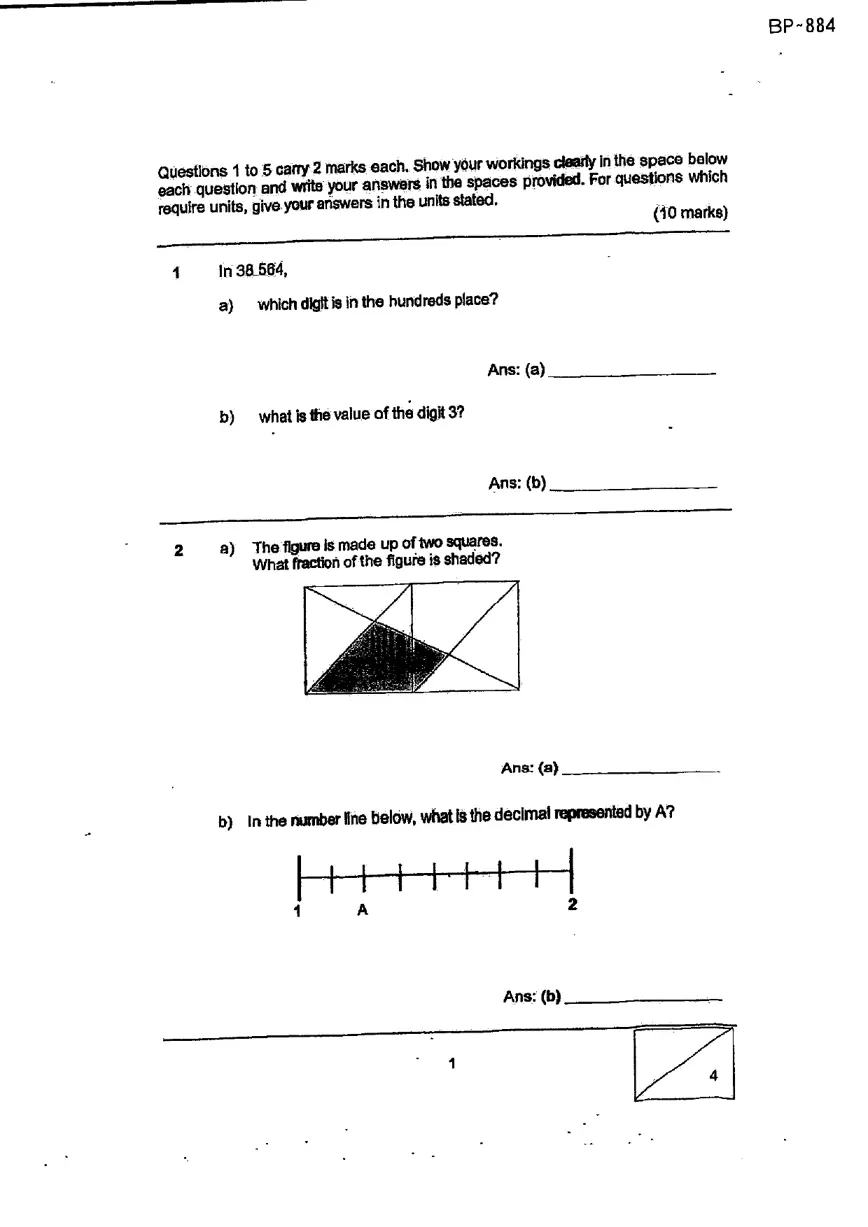 BP-884
Questions 1 to 5 carry 2 marks each. Show your workings clearly in the space below
each question and write your answers in the spaces provided. For questions which
require units, give your answers in the units stated.
(10 marks)
1 In 38 564,
a) which digit is in the hundreds place?
Ans: (a)
b) what is the value of the digit 3?
Ans: (b)
2 a) The figure is made up of two squares.
What fraction of the figure is shaded?
Ans: (a)
b) In the number line below, what is the decimal represented by A?
1 A 2
Ans: (b)
1
4